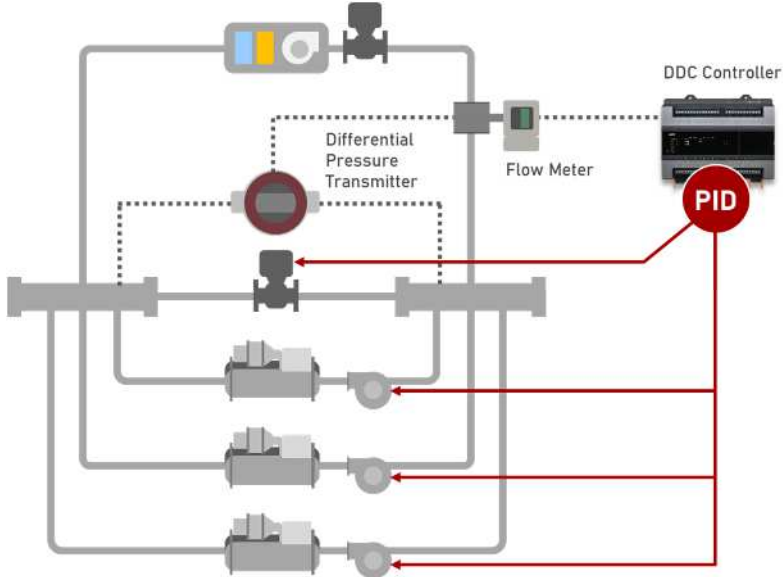 DDC Controller
Differential
Pressure
Transmitter
Flow Meter
PID